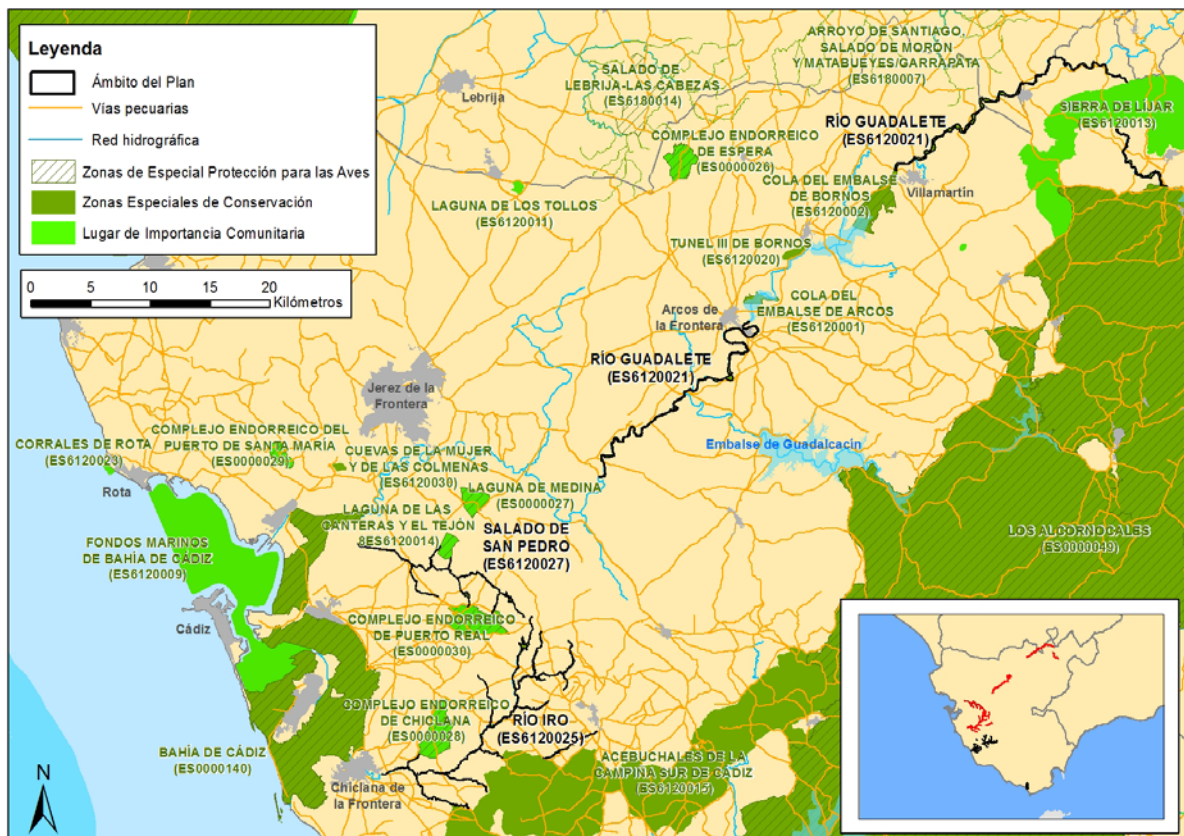 Leyenda
Ámbito del Plan
Vías pecuarias
Red hidrográfica
Zonas de Especial Protección para las Aves
Zonas Especiales de Conservación
Lugar de Importancia Comunitaria
0 5 10 20
Kilómetros
Lebrija
SALADO DE
LEBRIJA-LAS CABEZAS
(ES6180014)
ARROYO DE SANTIAGO,
SALADO DE MORÓN
Y MATABUEYES/GARRAPATA
(ES6180007)
SIERRA DE LIJAR
(ES6120013)
RÍO GUADALETE
(ES6120021)
COMPLEJO ENDORREICO
DE ESPERA
(ES0000026)
COLA DEL EMBALSE
DE BORNOS
(ES6120002)
Villamartín
LAGUNA DE LOS TOLLOS
(ES6120011)
TUNEL III DE BORNOS
(ES6120020)
COLA DEL
EMBALSE DE ARCOS
(ES6120001)
Arcos de
la Frontera
RÍO GUADALETE
(ES6120021)
Jerez de la
Frontera
Embalse de Guadalcacín
CORRALES DE ROTA
(ES6120023)
COMPLEJO ENDORREICO DEL
PUERTO DE SANTA MARÍA
(ES0000029)
CUEVAS DE LA MUJER
Y DE LAS COLMENAS
(ES6120030)
Rota
LAGUNA DE MEDINA
(ES0000027)
LAGUNA DE LAS
CANTERAS Y EL TEJÓN
8ES6120014)
SALADO DE
SAN PEDRO
(ES6120027)
LOS ALCORNOCALES
(ES0000049)
FONDOS MARINOS
DE BAHÍA DE CÁDIZ
(ES6120009)
Cádiz
COMPLEJO ENDORREICO
DE PUERTO REAL
(ES0000030)
COMPLEJO ENDORREICO
DE CHICLANA
(ES0000028)
RÍO IRO
(ES6120025)
BAHÍA DE CÁDIZ
(ES0000140)
ACEBUCHALES DE LA
CAMPINA SUR DE CÁDIZ
(ES6120015)
Chiclana de
la Frontera
N